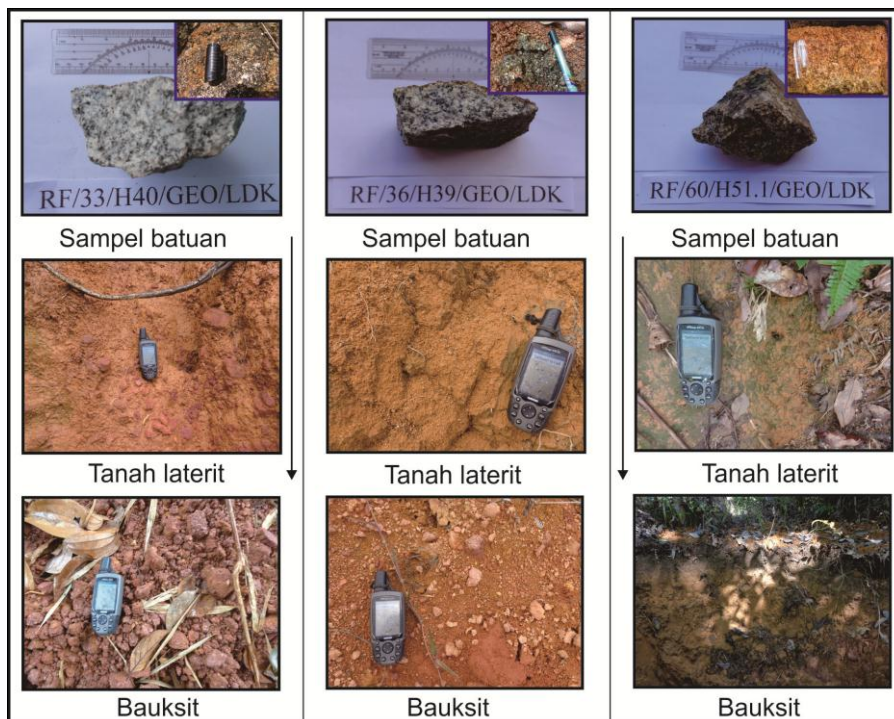 RF/33/H40/GEO/LDK
RF/36/H39/GEO/LDK
RF/60/H51.1/GEO/LDK
Sampel batuan
Sampel batuan
Sampel batuan
Tanah laterit
Tanah laterit
Tanah laterit
Bauksit
Bauksit
Bauksit